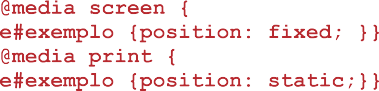 @media screen {
e#exemplo {position: fixed; }}
@media print {
e#exemplo {position: static;}}